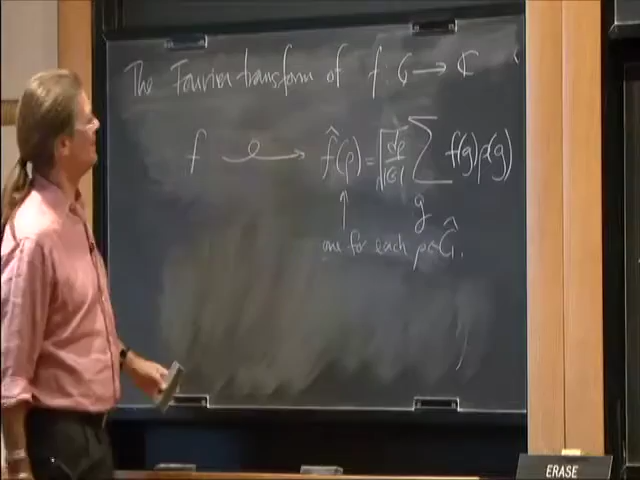 The Fourier transform of f: G → ℂ
f ⟶ f̂(ρ) = √(dρ/|G|) ∑ f(g)ρ(g)
g
one for each ρ∈Ĝ.
ERASE